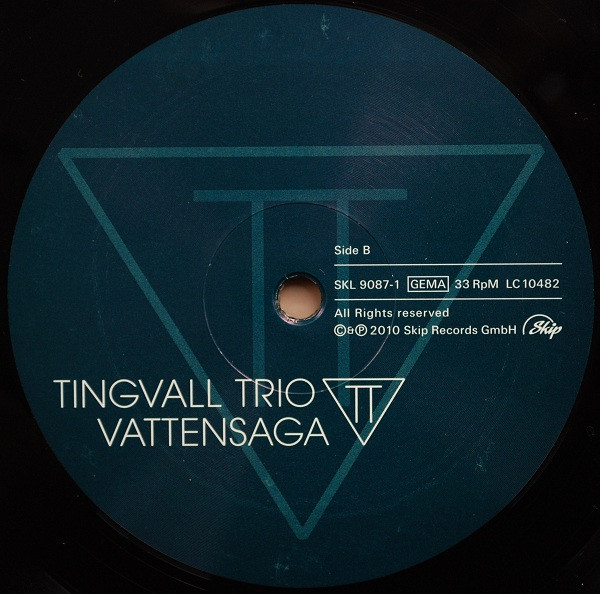 Side B
SKL 9087-1 GEMA 33 RpM LC 10482
All Rights reserved
©&℗ 2010 Skip Records GmbH Skip
TINGVALL TRIO TT
VATTENSAGA